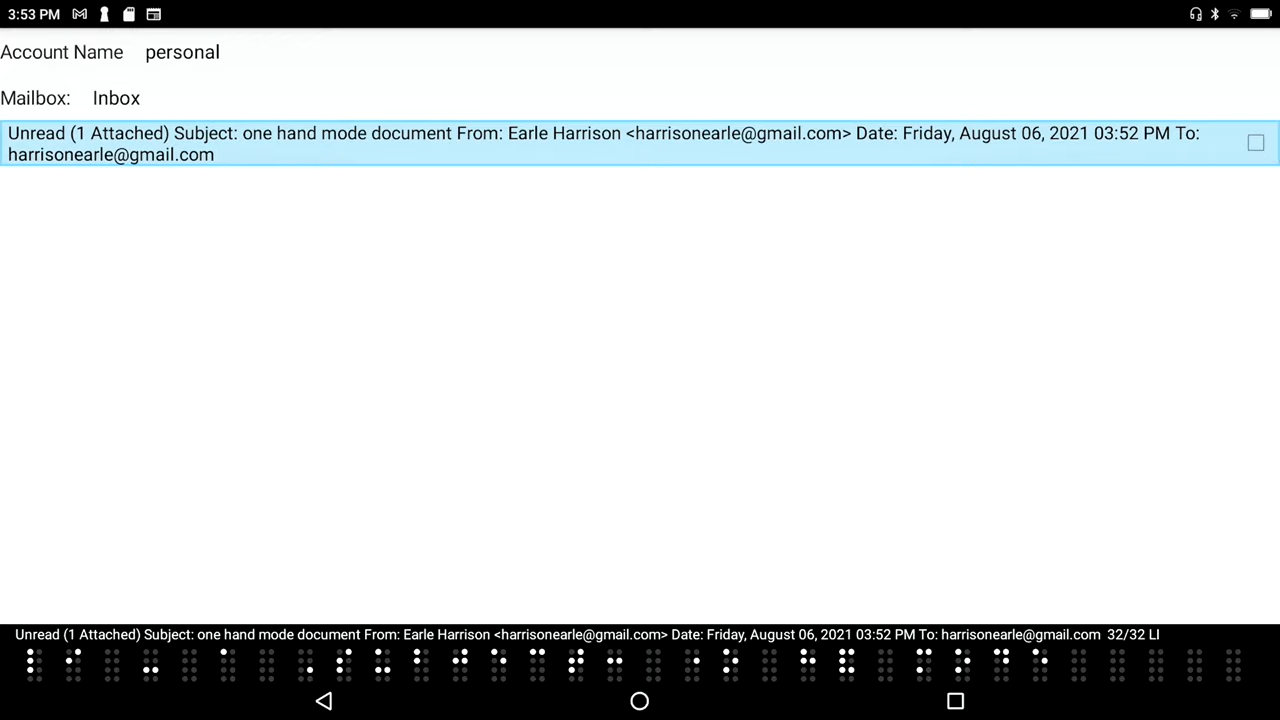 3:53 PM
Account Name personal
Mailbox: Inbox
Unread (1 Attached) Subject: one hand mode document From: Earle Harrison <harrisonearle@gmail.com> Date: Friday, August 06, 2021 03:52 PM To:
harrisonearle@gmail.com
Unread (1 Attached) Subject: one hand mode document From: Earle Harrison <harrisonearle@gmail.com> Date: Friday, August 06, 2021 03:52 PM To: harrisonearle@gmail.com 32/32 LI